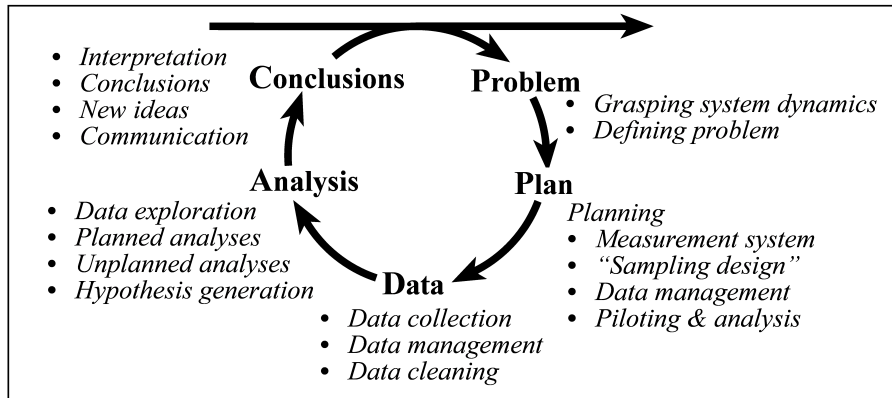 Conclusions
• Interpretation
• Conclusions
• New ideas
• Communication
Problem
• Grasping system dynamics
• Defining problem
Plan
Planning
• Measurement system
• “Sampling design”
• Data management
• Piloting & analysis
Data
• Data collection
• Data management
• Data cleaning
Analysis
• Data exploration
• Planned analyses
• Unplanned analyses
• Hypothesis generation